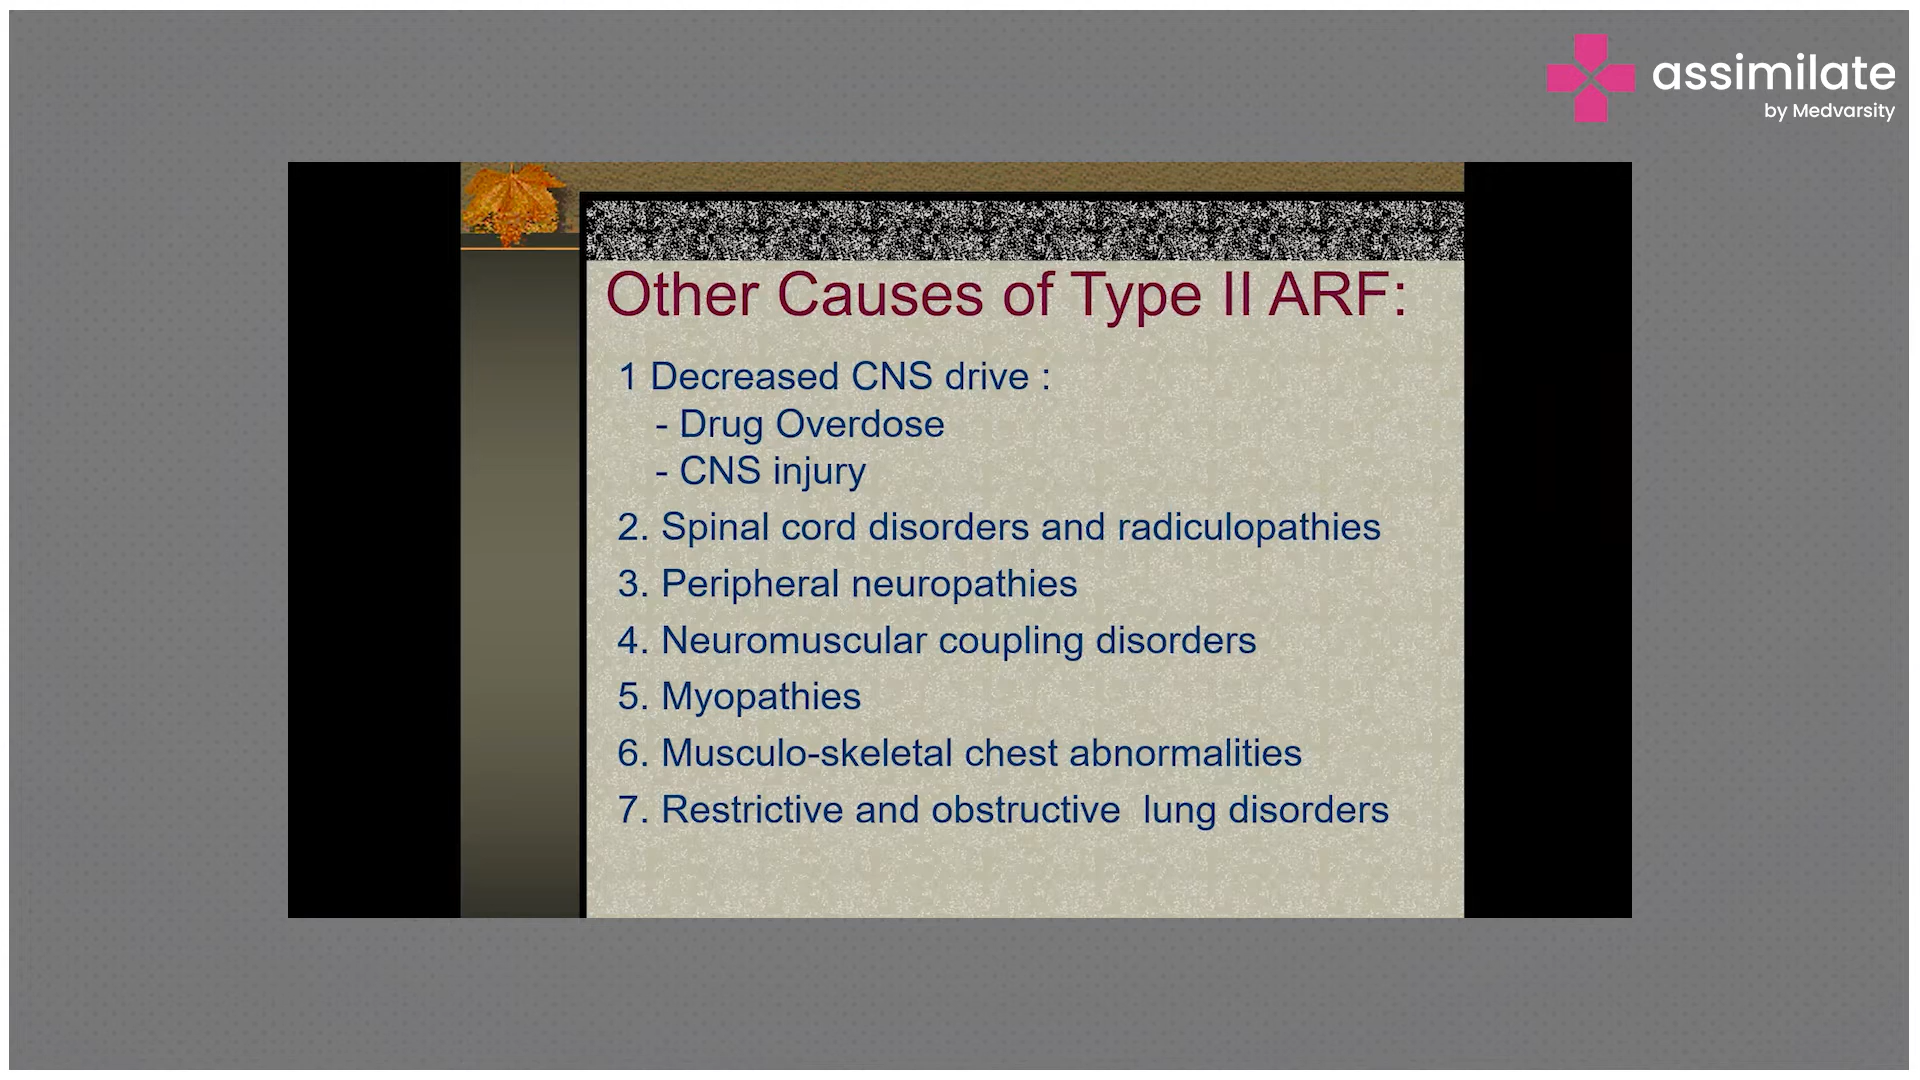 assimilate
by Medvarsity
Other Causes of Type II ARF:
1 Decreased CNS drive :
- Drug Overdose
- CNS injury
2. Spinal cord disorders and radiculopathies
3. Peripheral neuropathies
4. Neuromuscular coupling disorders
5. Myopathies
6. Musculo-skeletal chest abnormalities
7. Restrictive and obstructive  lung disorders